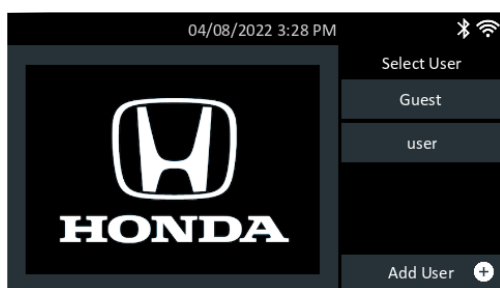 04/08/2022 3:28 PM
Select User
Guest
user
HONDA
Add User